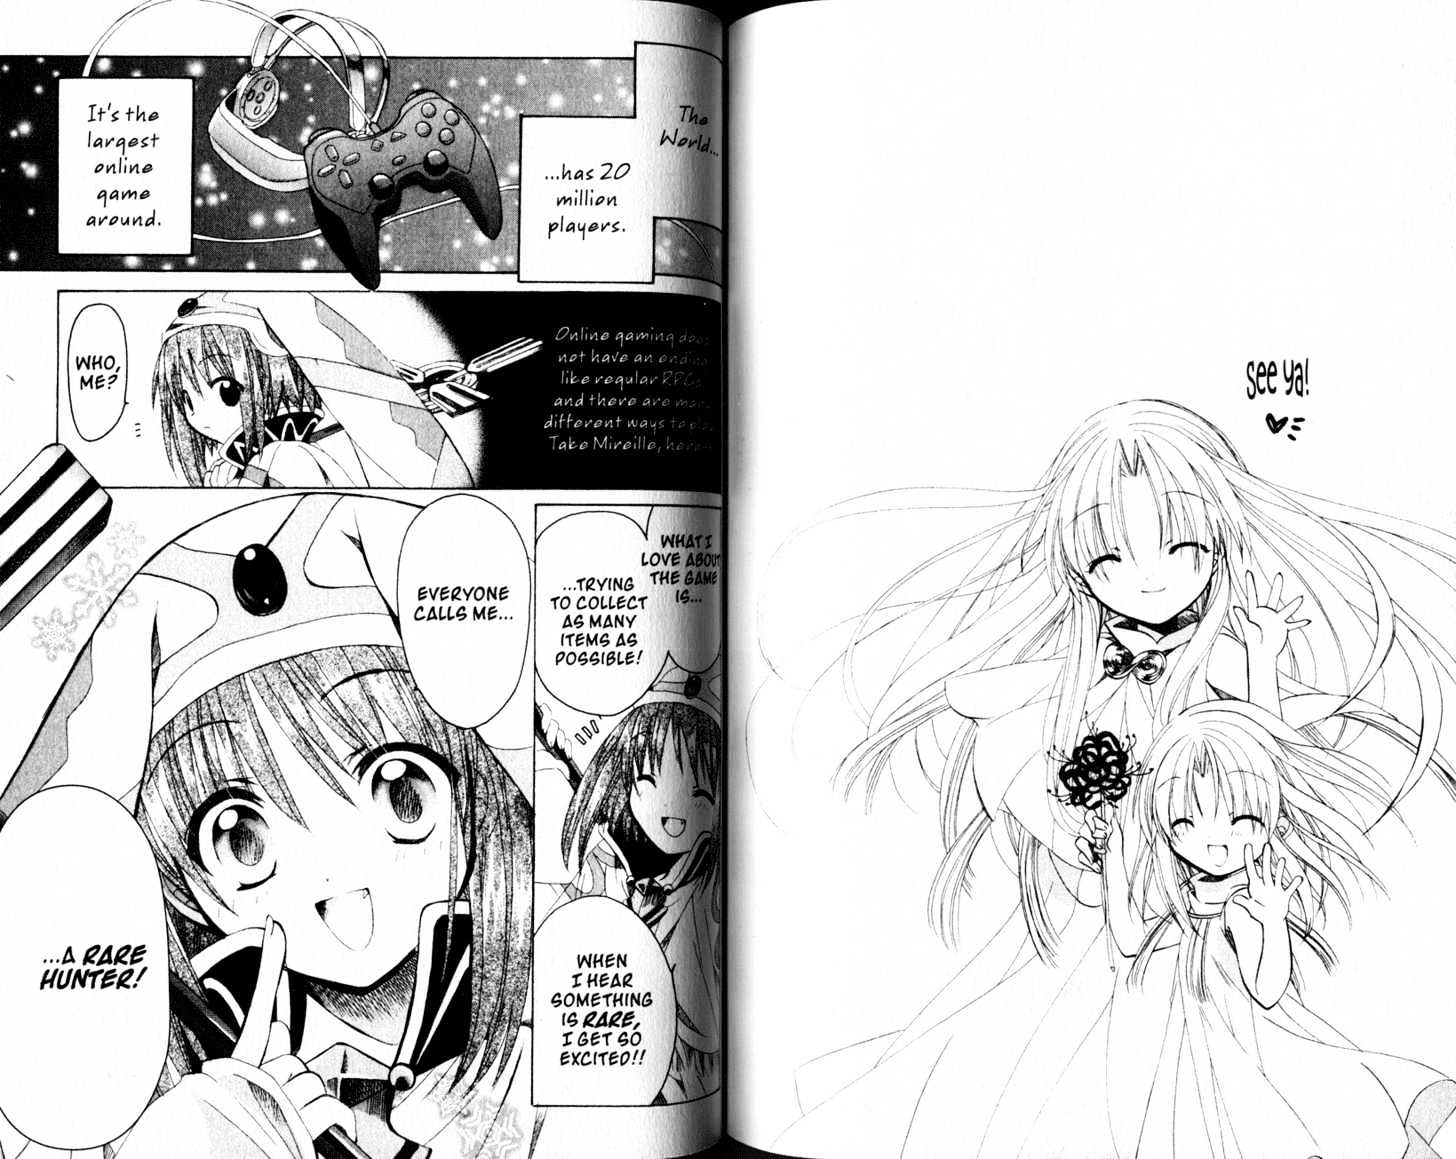 See ya!
The
World...
...has 20
million
players.
It's the
largest
online
game
around.
Online gaming does
not have an ending
like regular RPGs
and there are many
different ways to
Take Mireille, here--
WHO,
ME?
WHAT I
LOVE ABOUT
THE GAME
IS...
...TRYING
TO COLLECT
AS MANY
ITEMS AS
POSSIBLE!
WHEN
I HEAR
SOMETHING
IS RARE,
I GET SO
EXCITED!!
EVERYONE
CALLS ME...
...A RARE
HUNTER!